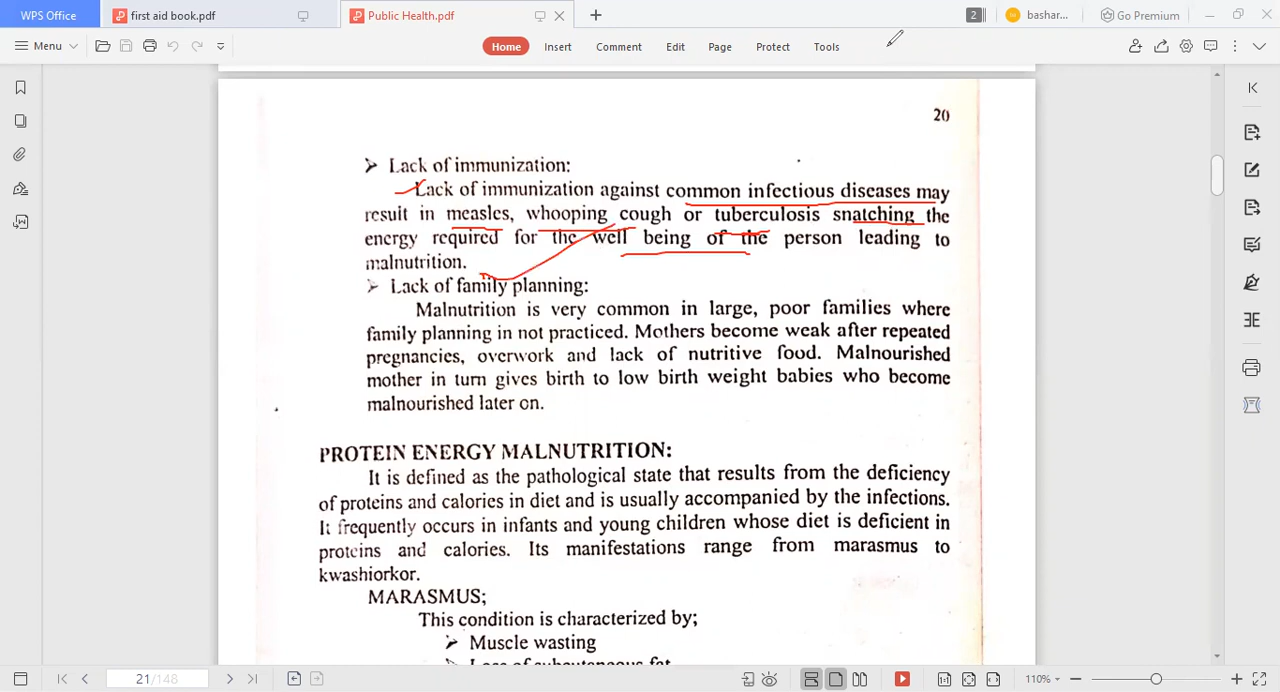 WPS Office
first aid book.pdf
Public Health.pdf
2
bashar...
Go Premium
Menu
Home
Insert
Comment
Edit
Page
Protect
Tools
20
Lack of immunization:
Lack of immunization against common infectious diseases may
result in measles, whooping cough or tuberculosis snatching the
energy required for the well being of the person leading to
malnutrition.
Lack of family planning:
Malnutrition is very common in large, poor families where
family planning in not practiced. Mothers become weak after repeated
pregnancies, overwork and lack of nutritive food. Malnourished
mother in turn gives birth to low birth weight babies who become
malnourished later on.
PROTEIN ENERGY MALNUTRITION:
It is defined as the pathological state that results from the deficiency
of proteins and calories in diet and is usually accompanied by the infections.
It frequently occurs in infants and young children whose diet is deficient in
proteins and calories. Its manifestations range from marasmus to
kwashiorkor.
MARASMUS;
This condition is characterized by;
Muscle wasting
Loss of subcutaneous fat
21/148
110%